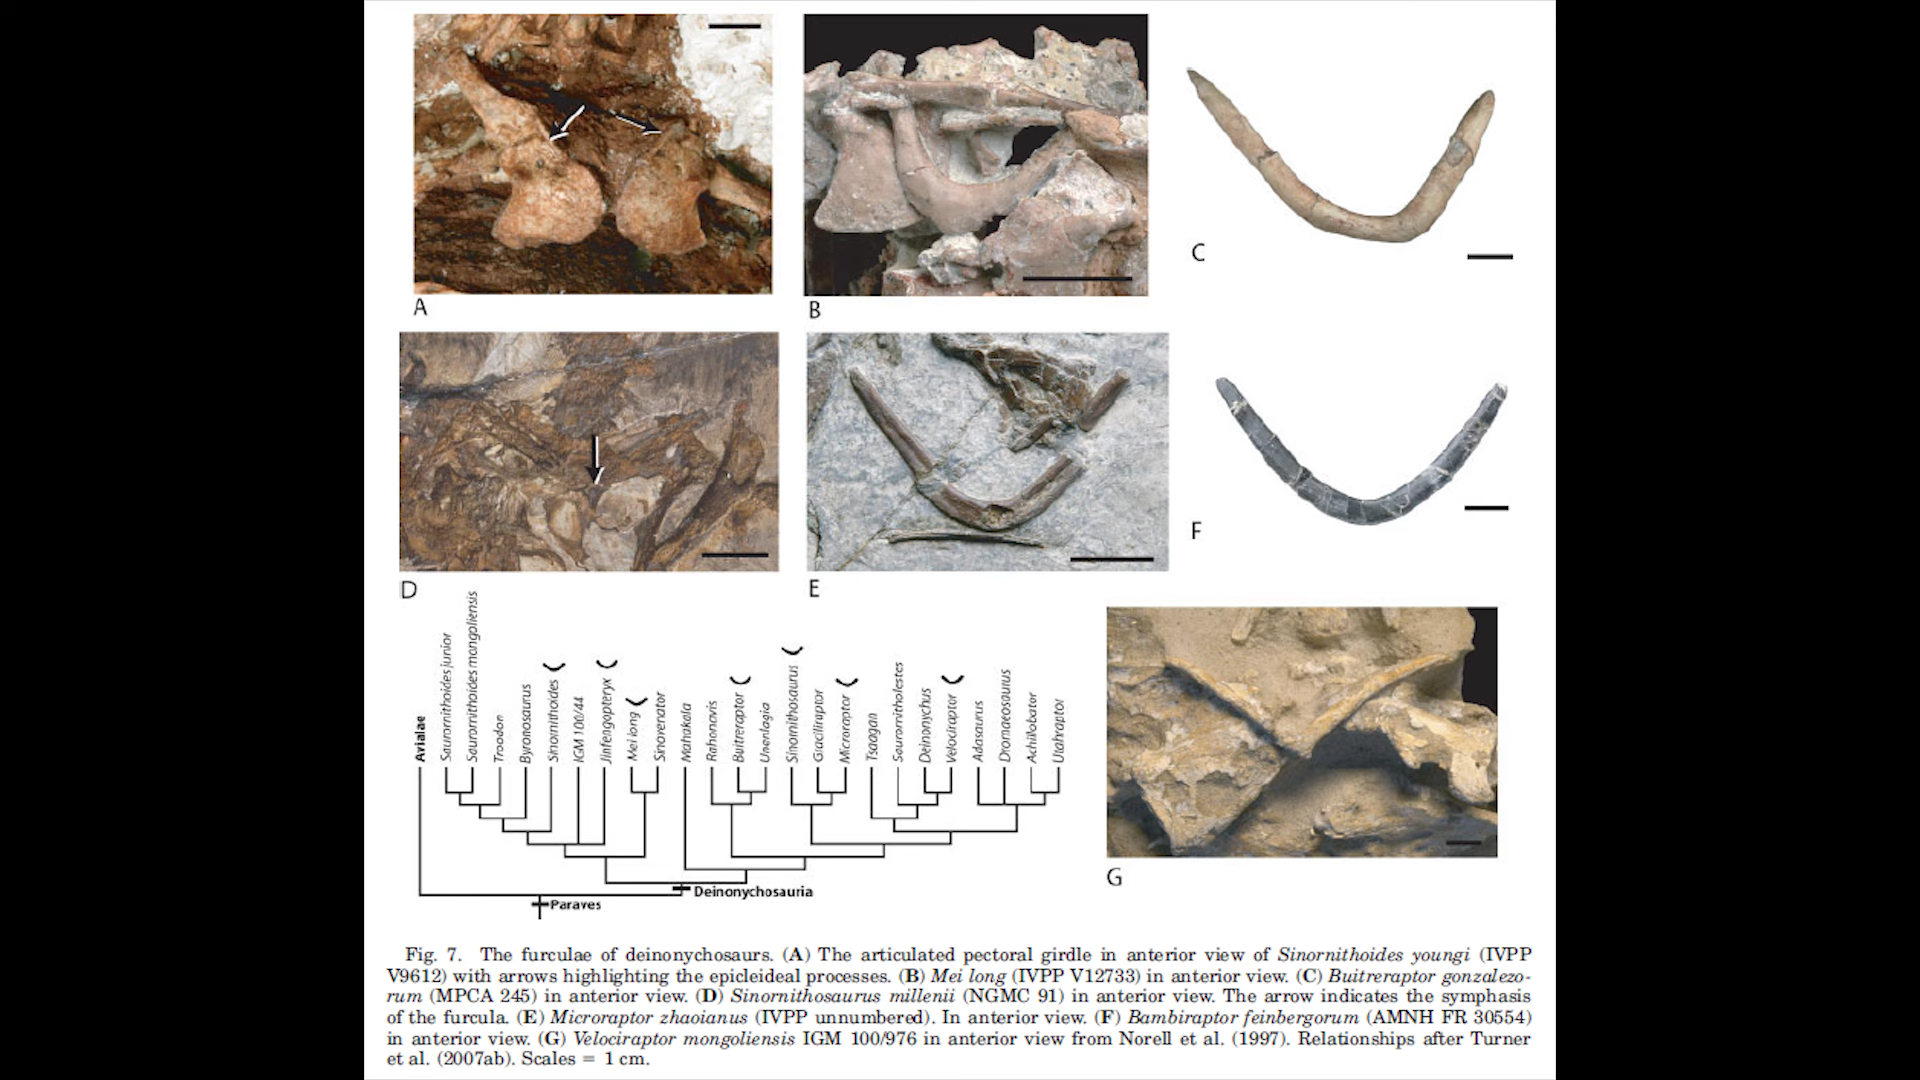 A
B
C
D
E
F
G
Avialae
Saurornithoides junior
Saurornithoides mongoliensis
Troodon
Byronosaurus
Sinornithoides
IGM 100/44
Jinfengopteryx
Mei long
Sinovenator
Mahakala
Rahonavis
Buitreraptor
Unenlagia
Sinornithosaurus
Graciliraptor
Microraptor
Tsaagan
Saurornitholestes
Deinonychus
Velociraptor
Adasaurus
Dromaeosaurus
Achillobator
Utahraptor
Deinonychosauria
Paraves
Fig. 7. The furculae of deinonychosaurs. (A) The articulated pectoral girdle in anterior view of Sinornithoides youngi (IVPP
V9612) with arrows highlighting the epicleideal processes. (B) Mei long (IVPP V12733) in anterior view. (C) Buitreraptor gonzalezo-
rum (MPCA 245) in anterior view. (D) Sinornithosaurus millenii (NGMC 91) in anterior view. The arrow indicates the symphasis
of the furcula. (E) Microraptor zhaoianus (IVPP unnumbered). In anterior view. (F) Bambiraptor feinbergorum (AMNH FR 30554)
in anterior view. (G) Velociraptor mongoliensis IGM 100/976 in anterior view from Norell et al. (1997). Relationships after Turner
et al. (2007ab). Scales = 1 cm.